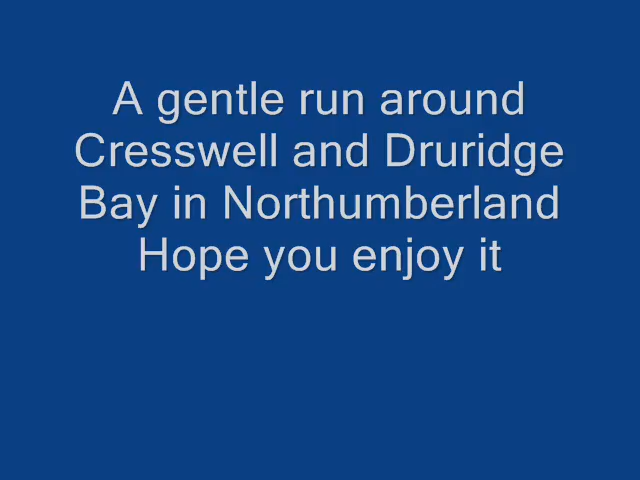 A gentle run around
Cresswell and Druridge
Bay in Northumberland
Hope you enjoy it